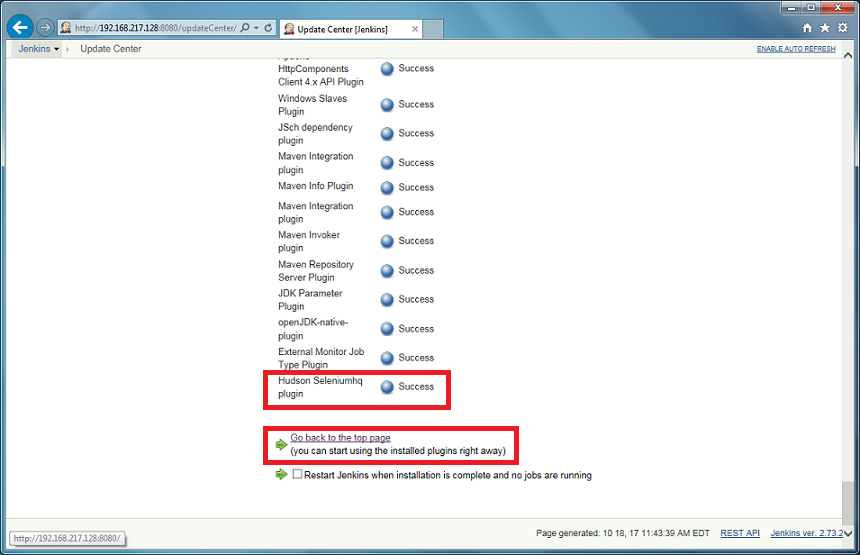 http://192.168.217.128:8080/updateCenter/
Update Center [Jenkins]
Jenkins
Update Center
ENABLE AUTO REFRESH
Apache
HttpComponents
Client 4.x API Plugin
Success
Windows Slaves
Plugin
Success
JSch dependency
plugin
Success
Maven Integration
plugin
Success
Maven Info Plugin
Success
Maven Integration
plugin
Success
Maven Invoker
plugin
Success
Maven Repository
Server Plugin
Success
JDK Parameter
Plugin
Success
openJDK-native-
plugin
Success
External Monitor Job
Type Plugin
Success
Hudson Seleniumhq
plugin
Success
Go back to the top page
(you can start using the installed plugins right away)
Restart Jenkins when installation is complete and no jobs are running
Page generated: 10 18, 17 11:43:39 AM EDT
REST API
Jenkins ver. 2.73.2
http://192.168.217.128:8080/